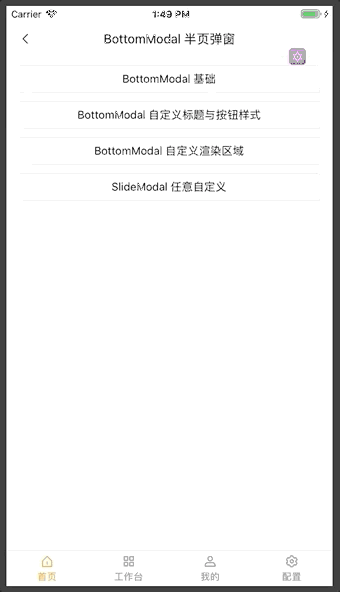 Carrier
1:49 PM
BottomModal 半页弹窗
BottomModal 基础
BottomModal 自定义标题与按钮样式
BottomModal 自定义渲染区域
SlideModal 任意自定义
首页 工作台 我的 配置